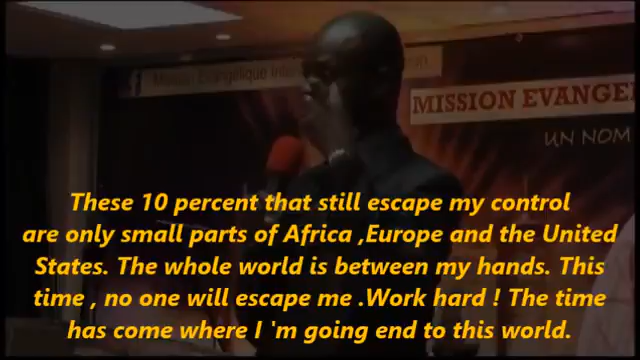 Mission Evangélique
MISSION EVANGE
UN NOM
These 10 percent that still escape my control
are only small parts of Africa ,Europe and the United
States. The whole world is between my hands. This
time , no one will escape me .Work hard ! The time
has come where I 'm going end to this world.